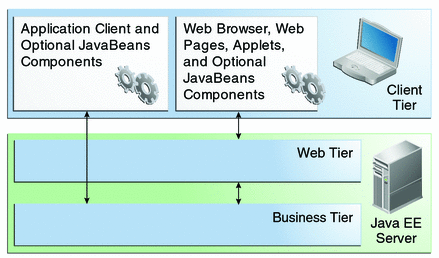 Application Client and
Optional JavaBeans
Components
Web Browser, Web
Pages, Applets,
and Optional
JavaBeans
Components
Client
Tier
Web Tier
Business Tier
Java EE
Server